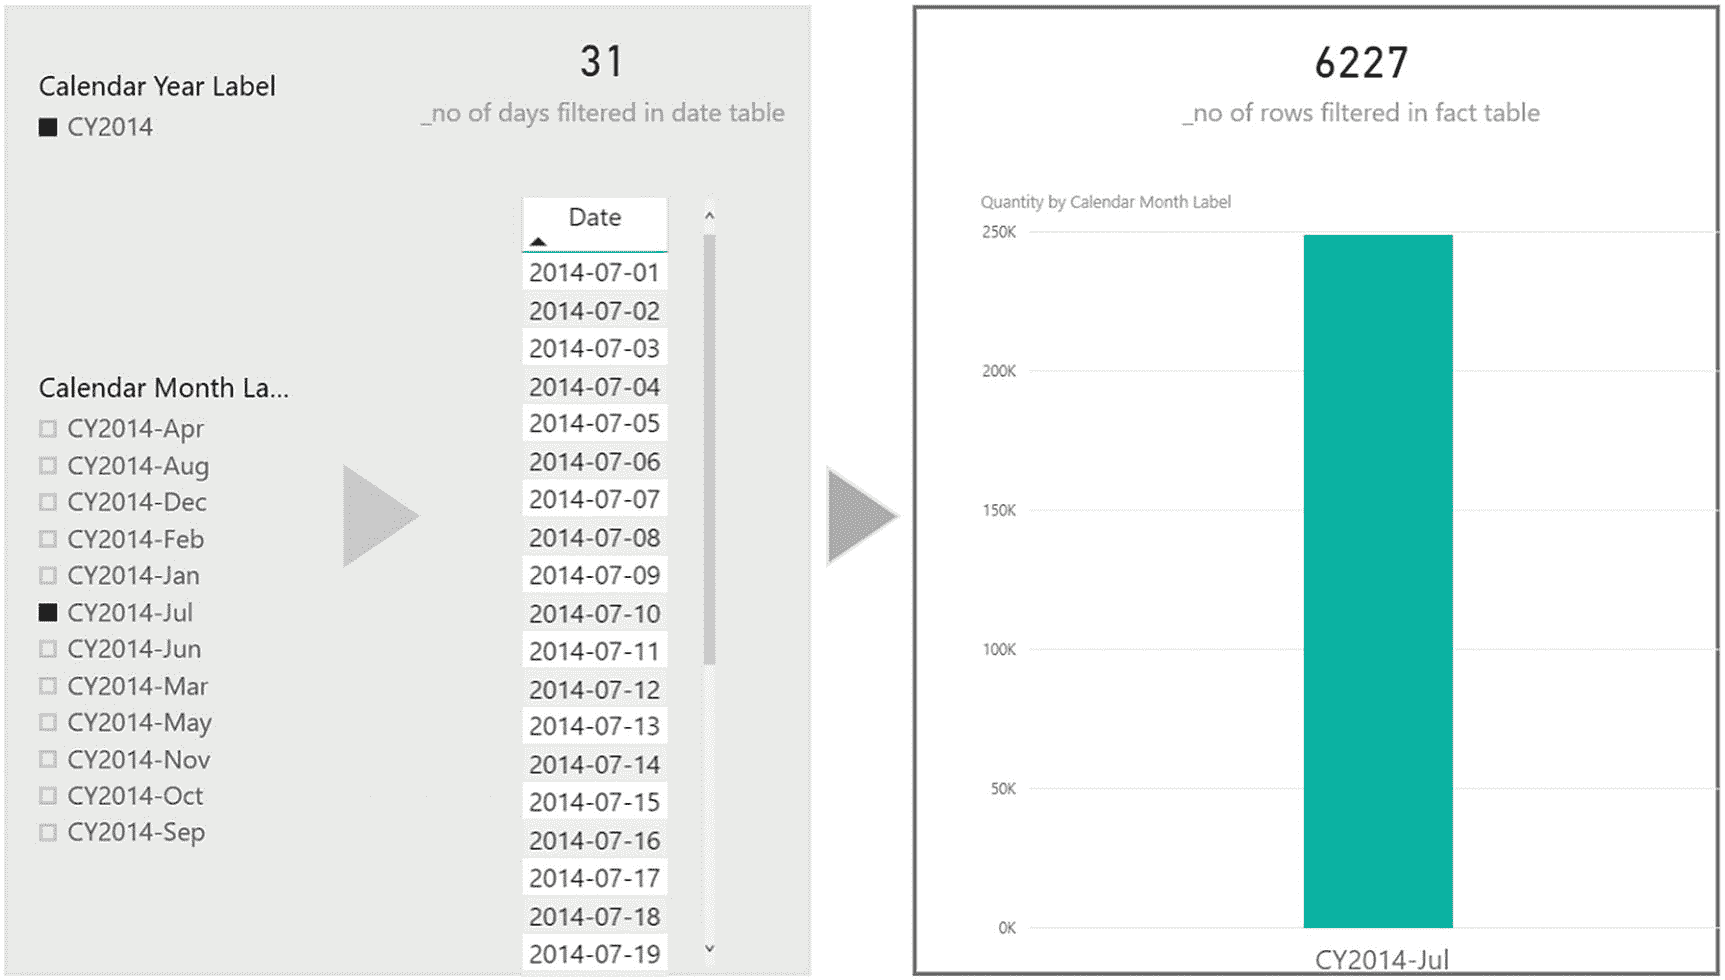 Calendar Year Label
CY2014
Calendar Month La...
CY2014-Apr
CY2014-Aug
CY2014-Dec
CY2014-Feb
CY2014-Jan
CY2014-Jul
CY2014-Jun
CY2014-Mar
CY2014-May
CY2014-Nov
CY2014-Oct
CY2014-Sep
31
_no of days filtered in date table
Date
2014-07-01
2014-07-02
2014-07-03
2014-07-04
2014-07-05
2014-07-06
2014-07-07
2014-07-08
2014-07-09
2014-07-10
2014-07-11
2014-07-12
2014-07-13
2014-07-14
2014-07-15
2014-07-16
2014-07-17
2014-07-18
2014-07-19
6227
_no of rows filtered in fact table
Quantity by Calendar Month Label
250K
200K
150K
100K
50K
0K
CY2014-Jul